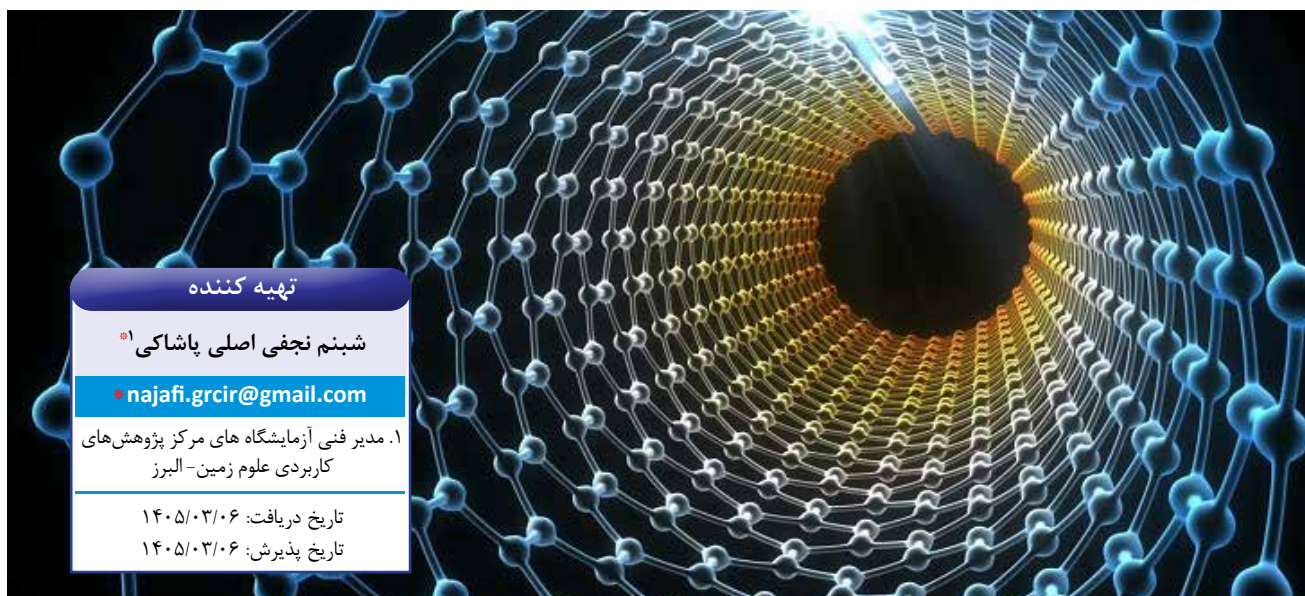 تهیه کننده
شبنم نجفی اصلی پاشاکی۱*
*najafi.grcir@gmail.com
۱. مدیر فنی آزمایشگاه های مرکز پژوهش‌های
کاربردی علوم زمین- البرز
تاریخ دریافت: ۱۴۰۵/۰۳/۰۶
تاریخ پذیرش: ۱۴۰۵/۰۳/۰۶